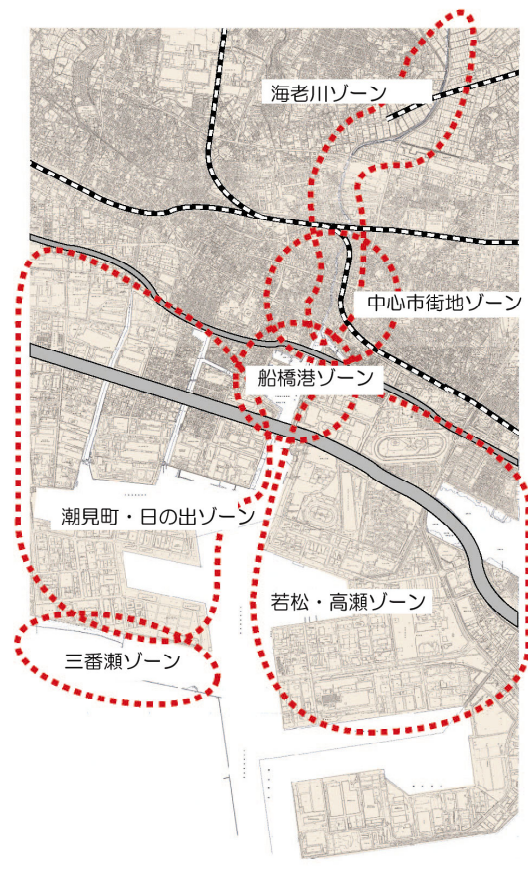 海老川ゾーン
中心市街地ゾーン
船橋港ゾーン
潮見町・日の出ゾーン
若松・高瀬ゾーン
三番瀬ゾーン